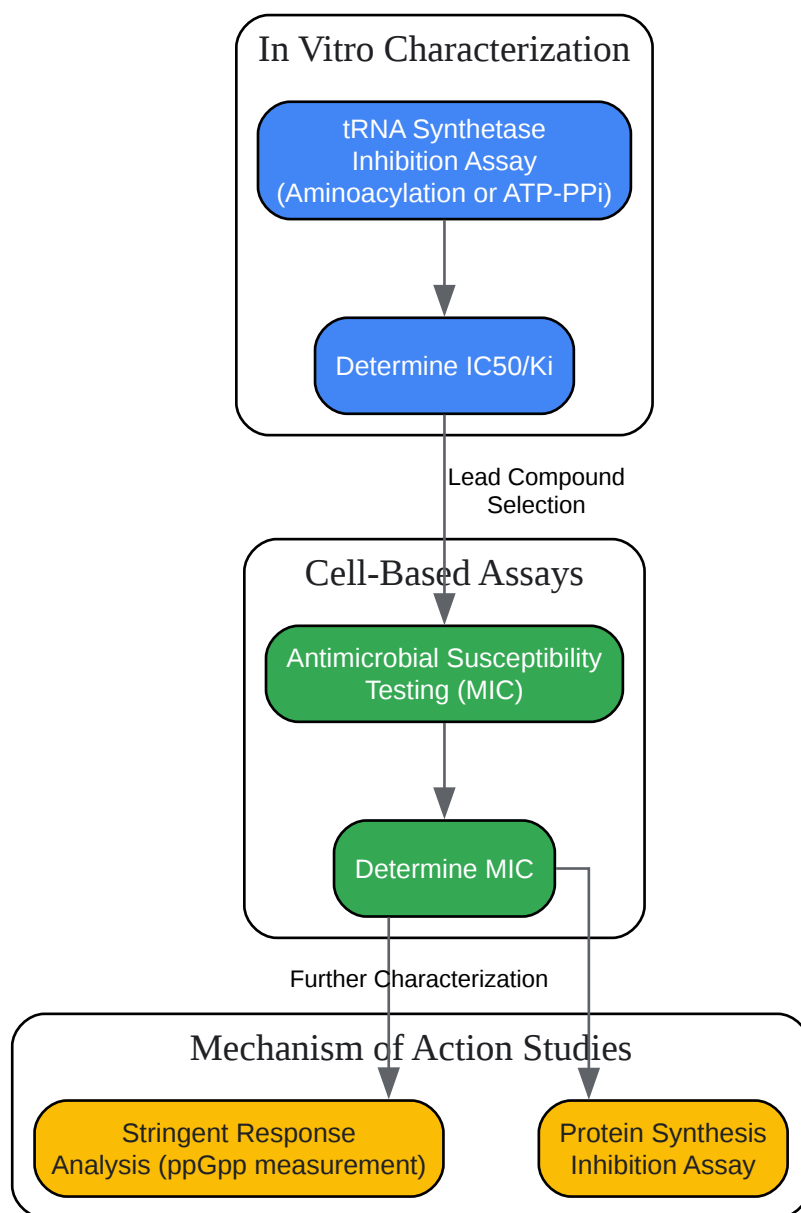 In Vitro Characterization
tRNA Synthetase
Inhibition Assay
(Aminoacylation or ATP-PPi)
Determine IC50/Ki
Lead Compound
Selection
Cell-Based Assays
Antimicrobial Susceptibility
Testing (MIC)
Determine MIC
Further Characterization
Mechanism of Action Studies
Stringent Response
Analysis (ppGpp measurement)
Protein Synthesis
Inhibition Assay